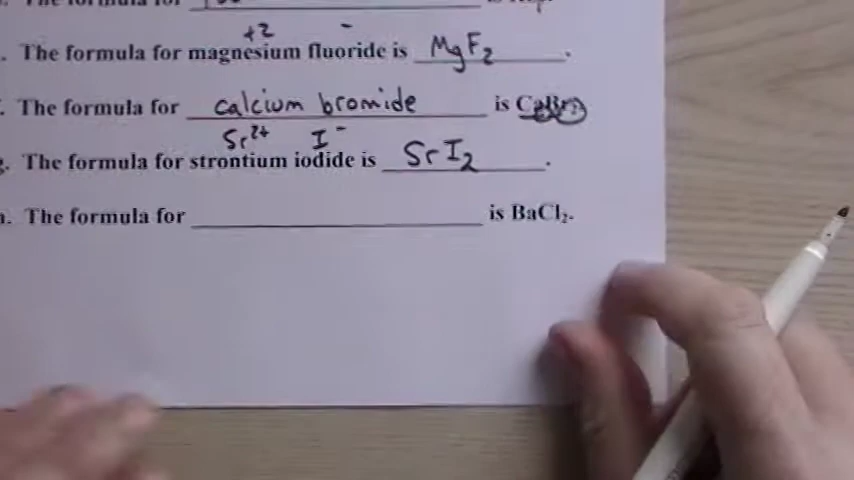 +2 -
. The formula for magnesium fluoride is MgF₂.
The formula for calcium bromide is CaBr₂
Sr²⁺ I⁻
g. The formula for strontium iodide is SrI₂.
h. The formula for ____ is BaCl₂.